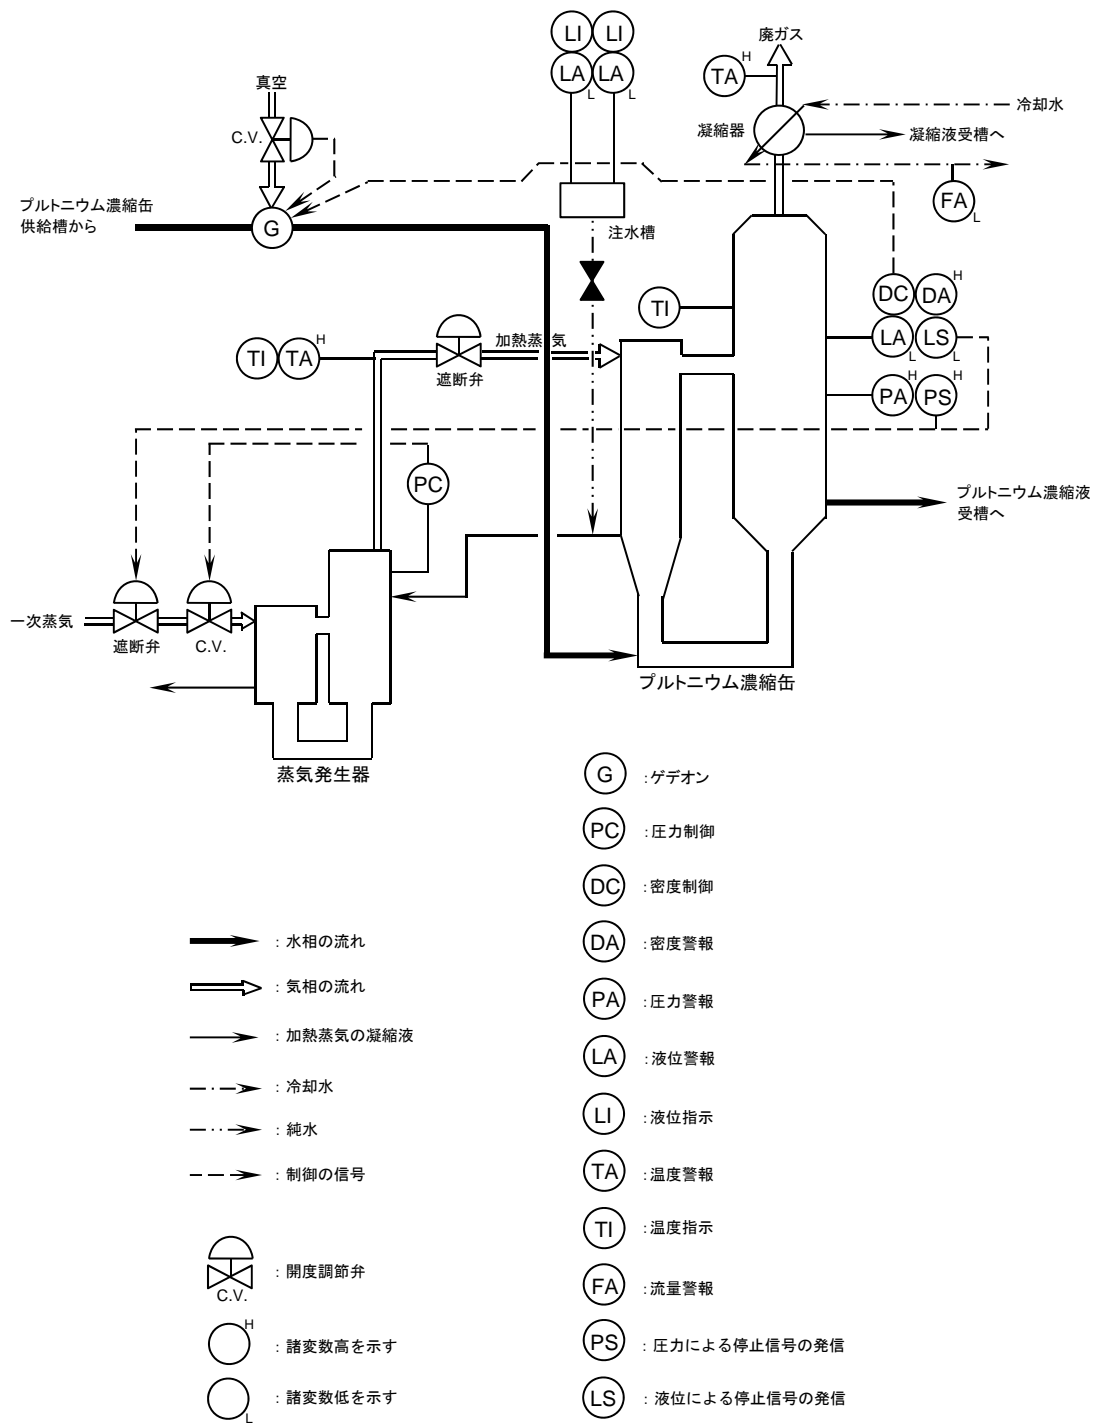 LI
LI
LA
L
LA
L
廃ガス
TA
H
真空
C.V.
冷却水
凝縮器
凝縮液受槽へ
プルトニウム濃縮缶
供給槽から
G
FA
L
注水槽
DC
DA
H
TI
LA
L
LS
L
TI
TA
H
加熱蒸気
遮断弁
PA
H
PS
H
PC
プルトニウム濃縮液
受槽へ
一次蒸気
遮断弁
C.V.
プルトニウム濃縮缶
蒸気発生器
G
:ゲデオン
PC
:圧力制御
DC
:密度制御
DA
:密度警報
PA
:圧力警報
LA
:液位警報
LI
:液位指示
TA
:温度警報
TI
:温度指示
FA
:流量警報
PS
:圧力による停止信号の発信
LS
:液位による停止信号の発信
:水相の流れ
:気相の流れ
:加熱蒸気の凝縮液
:冷却水
:純水
:制御の信号
:開度調節弁
C.V.
H
:諸変数高を示す
:諸変数低を示す
L